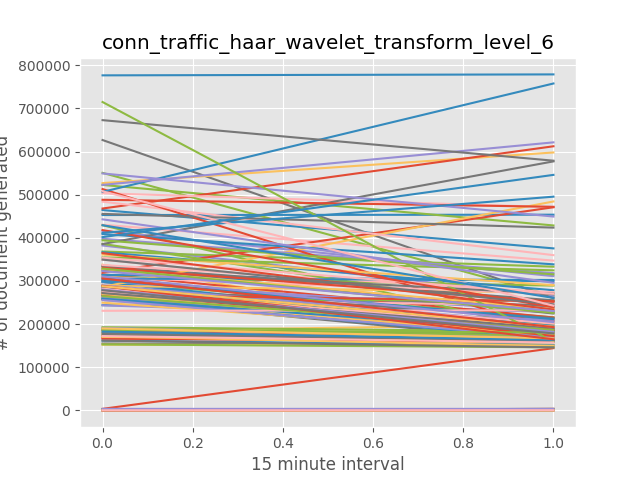 conn_traffic_haar_wavelet_transform_level_6
800000
700000
600000
500000
400000
300000
200000
100000
0
# of document generated
0.0 0.2 0.4 0.6 0.8 1.0
15 minute interval